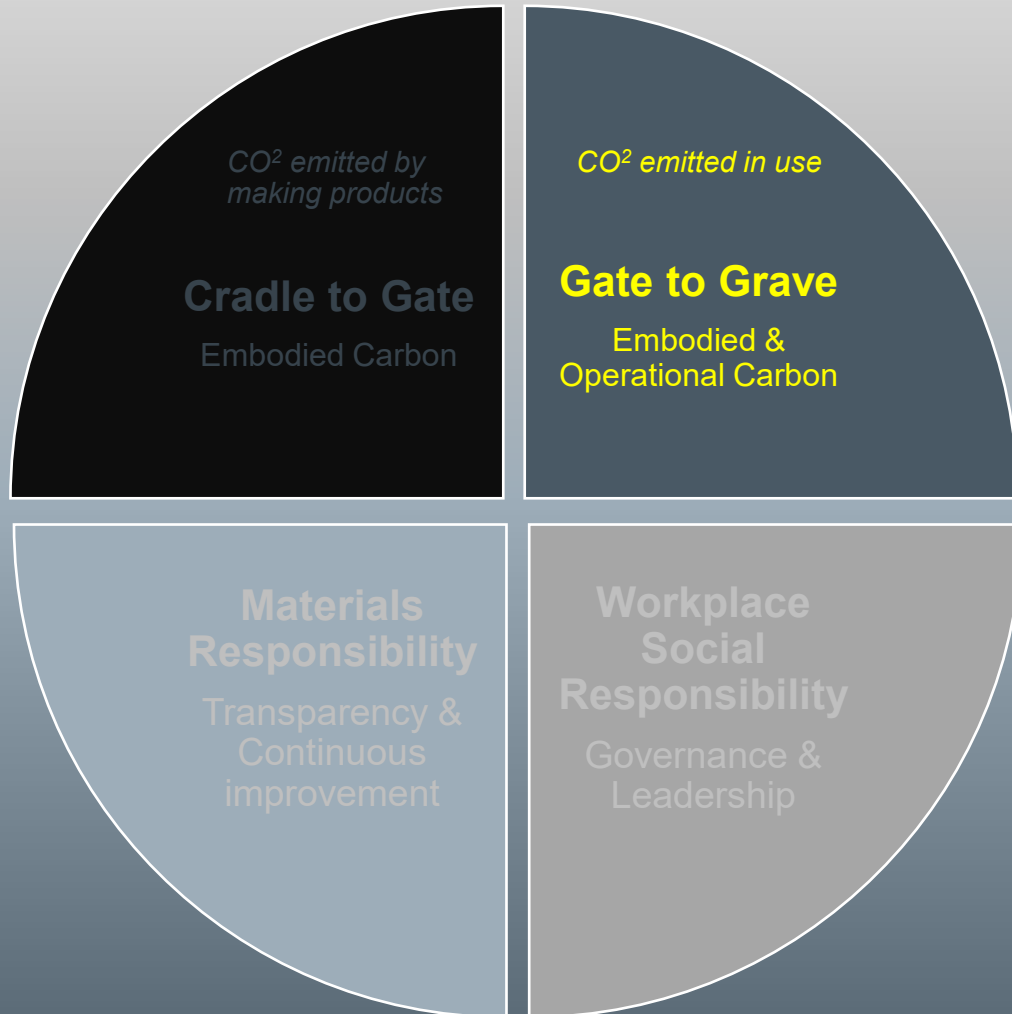 CO² emitted by
making products
Cradle to Gate
Embodied Carbon
CO² emitted in use
Gate to Grave
Embodied &
Operational Carbon
Materials
Responsibility
Transparency &
Continuous
improvement
Workplace
Social
Responsibility
Governance &
Leadership